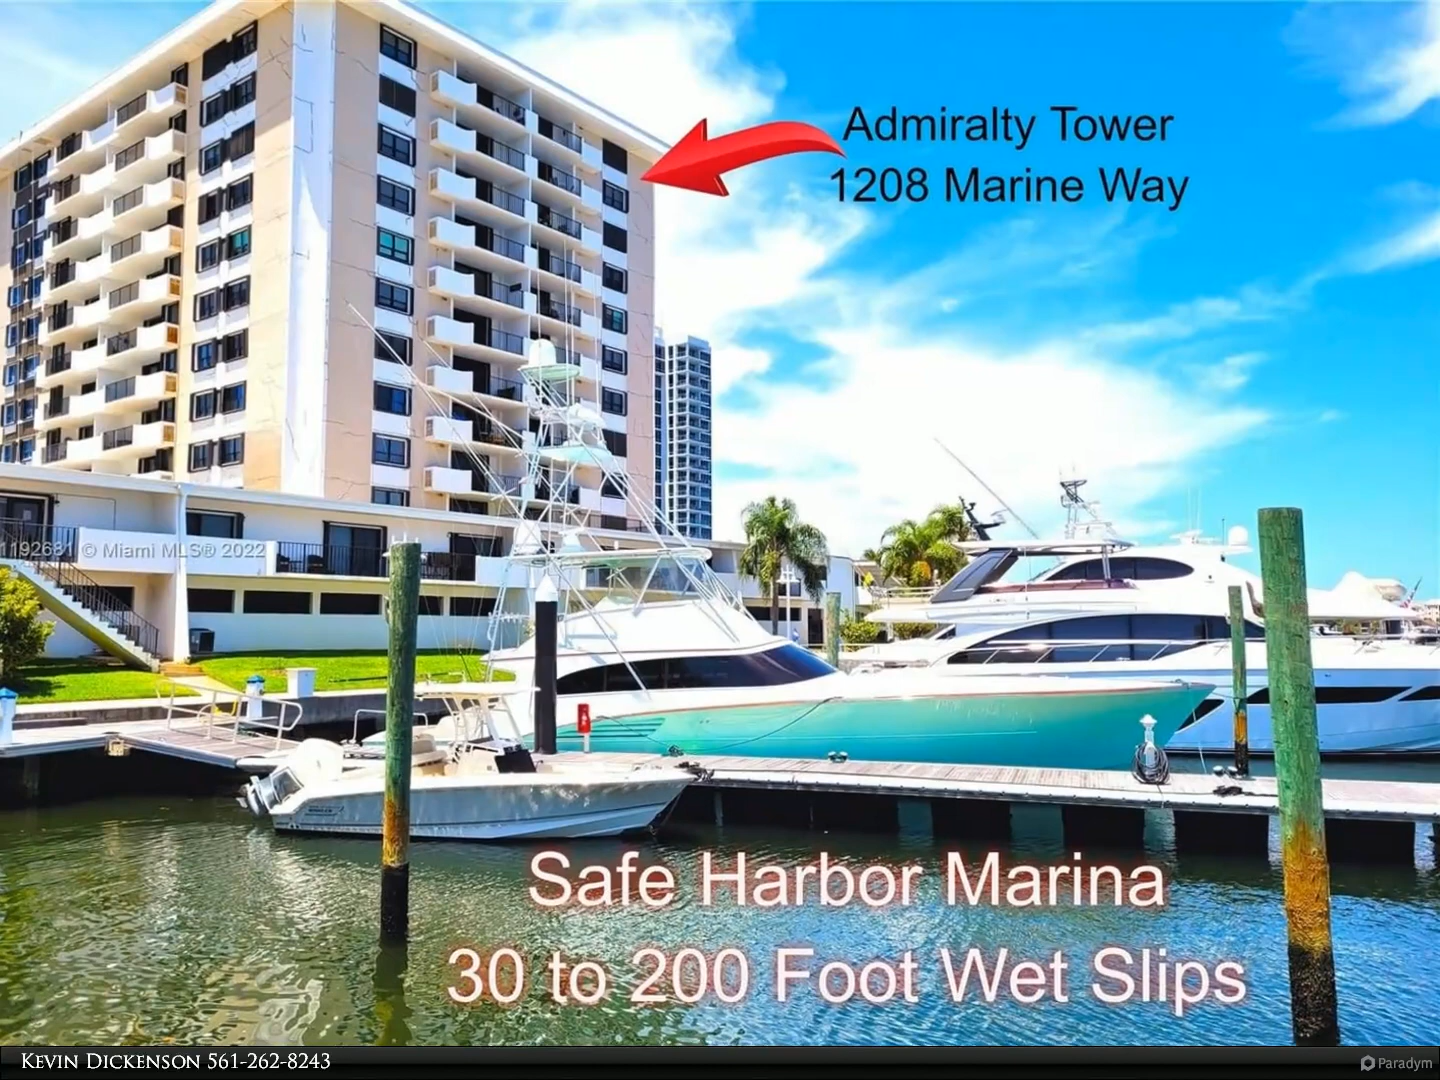 Admiralty Tower
1208 Marine Way
192681 © Miami MLS® 2022
Safe Harbor Marina
30 to 200 Foot Wet Slips
Kevin Dickenson 561-262-8243
Paradym